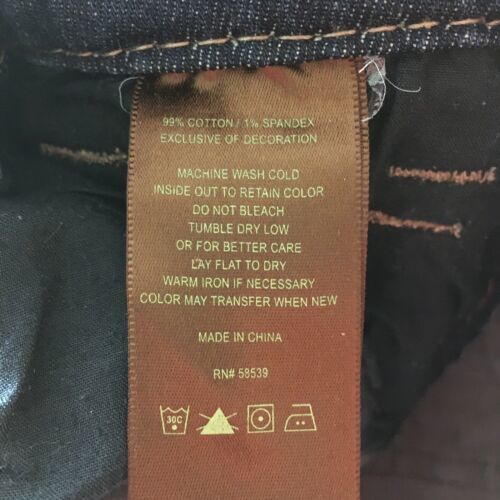 99% COTTON / 1% SPANDEX
EXCLUSIVE OF DECORATION
MACHINE WASH COLD
INSIDE OUT TO RETAIN COLOR
DO NOT BLEACH
TUMBLE DRY LOW
OR FOR BETTER CARE
LAY FLAT TO DRY
WARM IRON IF NECESSARY
COLOR MAY TRANSFER WHEN NEW
MADE IN CHINA
RN# 58539
30C